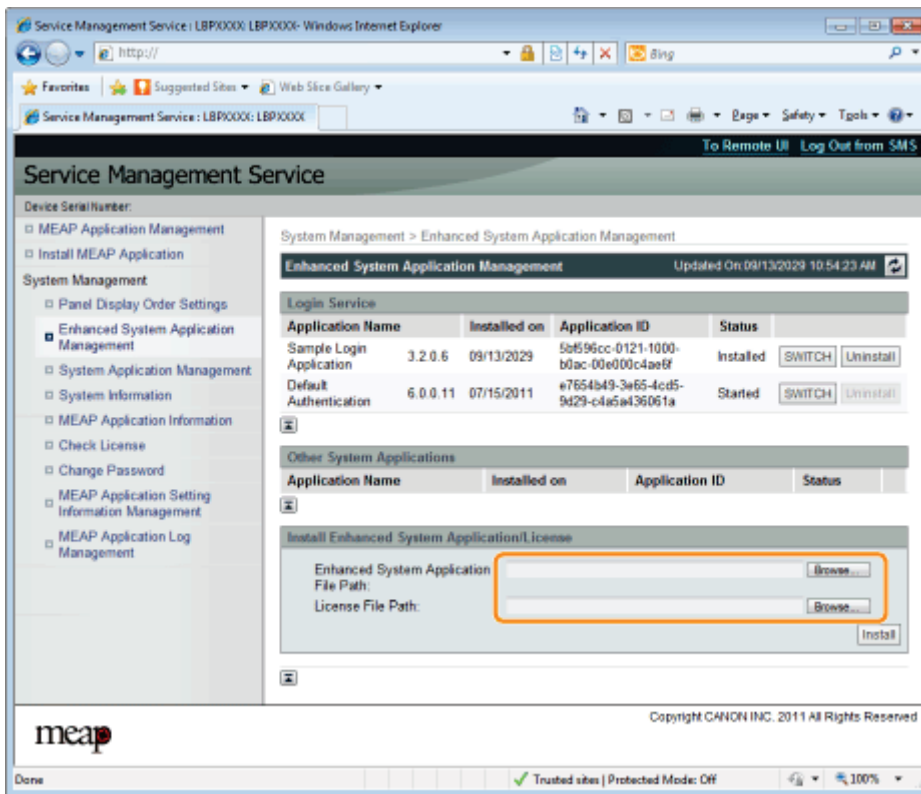 Service Management Service : LBPXXXX: LBPXXXX- Windows Internet Explorer
http://
Bing
Favorites Suggested Sites Web Slice Gallery
Service Management Service : LBPXXXX: LBPXXXX
Page Safety Tools
To Remote UI Log Out from SMS
Service Management Service
Device Serial Number:
MEAP Application Management
Install MEAP Application
System Management
Panel Display Order Settings
Enhanced System Application
Management
System Application Management
System Information
MEAP Application Information
Check License
Change Password
MEAP Application Setting
Information Management
MEAP Application Log
Management
System Management > Enhanced System Application Management
Enhanced System Application Management Updated On:09/13/2029 10:54:23 AM
Login Service
Application Name Installed on Application ID Status
Sample Login
Application 3.2.0.6 09/13/2029 5bf596cc-0121-1000-
b0ac-00e000c4ae6f Installed SWITCH Uninstall
Default
Authentication 6.0.0.11 07/15/2011 e7654b49-3e65-4cd5-
9d29-c4a5a436061a Started SWITCH Uninstall
Other System Applications
Application Name Installed on Application ID Status
Install Enhanced System Application/License
Enhanced System Application
File Path: Browse...
License File Path: Browse...
Install
Copyright CANON INC. 2011 All Rights Reserved
meap
Done Trusted sites | Protected Mode: Off 100%